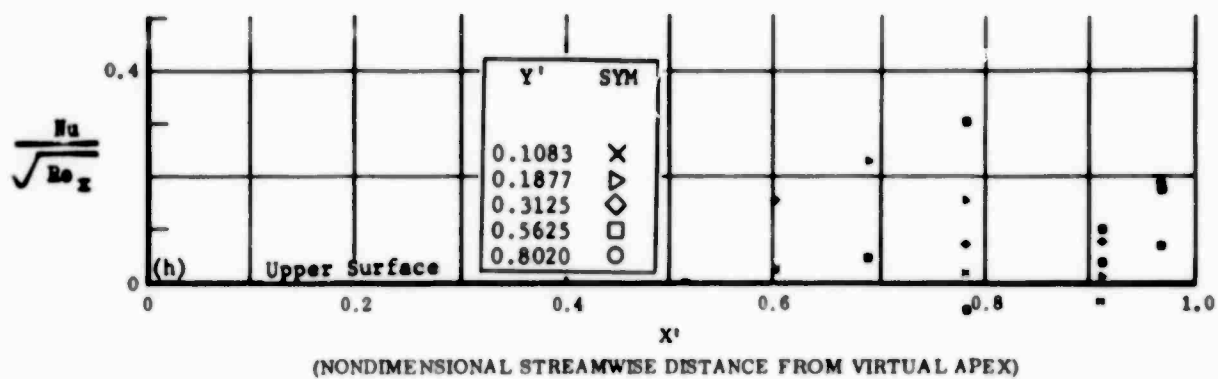 0.4
Nu
√Re_x
Y' SYM
0.1083 ×
0.1877 ▷
0.3125 ◇
0.5625 □
0.8020 ○
(h) Upper Surface
0
0 0.2 0.4 0.6 0.8 1.0
X'
(NONDIMENSIONAL STREAMWISE DISTANCE FROM VIRTUAL APEX)